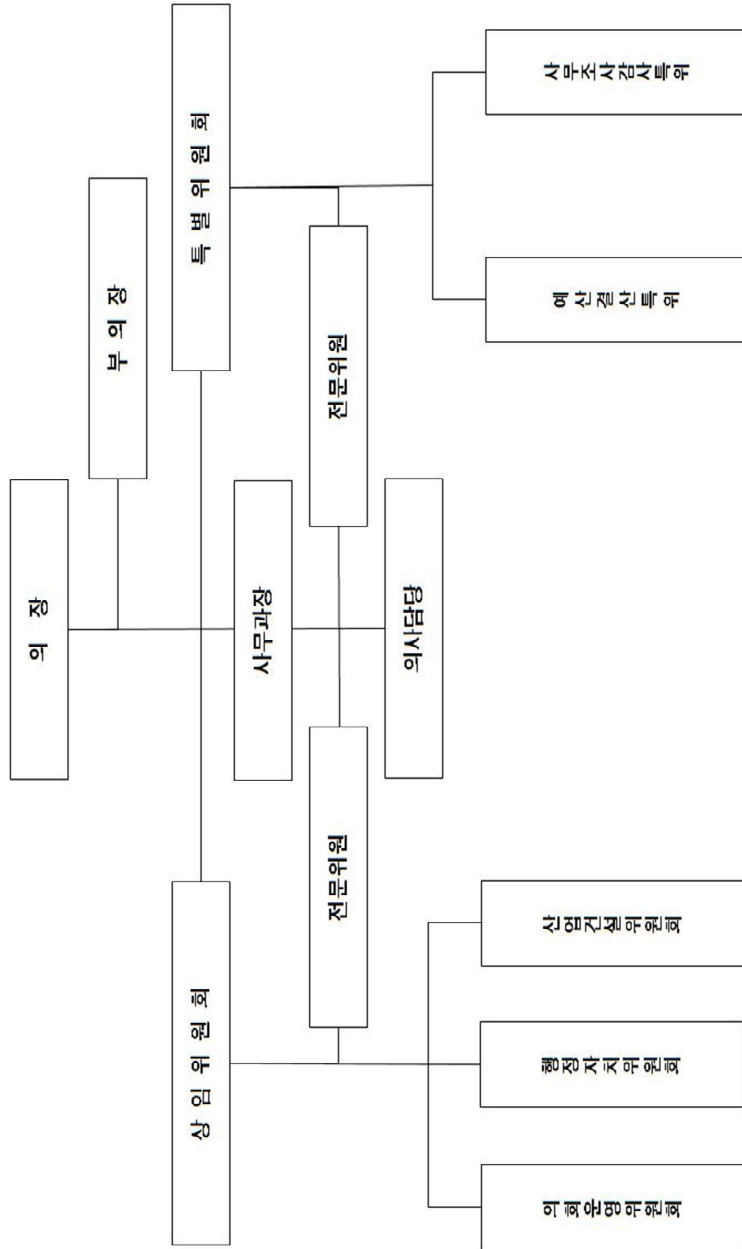 의 장
부 의 장
상 임 위 원 회
특 별 위 원 회
사무과장
전문위원
전문위원
의사담당
의회운영위원회
행정자치위원회
산업건설위원회
예산결산특위
사무조사감사특위